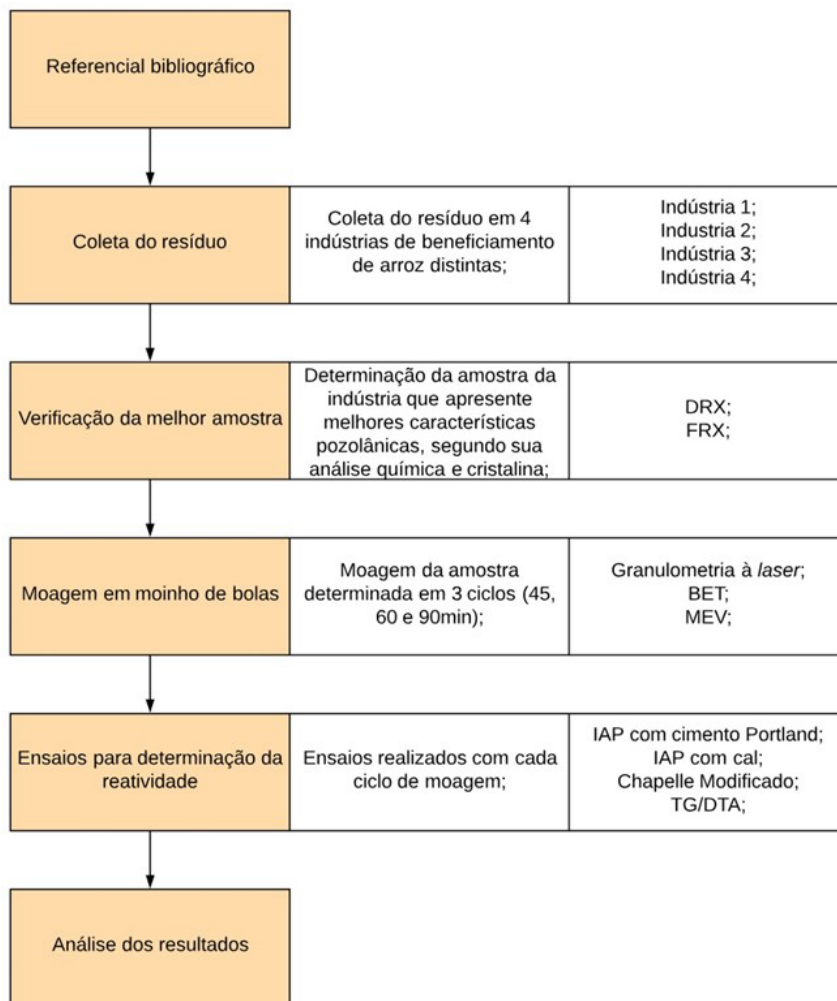 Referencial bibliográfico
Coleta do resíduo
Coleta do resíduo em 4
indústrias de beneficiamento
de arroz distintas;
Indústria 1;
Industria 2;
Indústria 3;
Indústria 4;
Verificação da melhor amostra
Determinação da amostra da
indústria que apresente
melhores características
pozolânicas, segundo sua
análise química e cristalina;
DRX;
FRX;
Moagem em moinho de bolas
Moagem da amostra
determinada em 3 ciclos (45,
60 e 90min);
Granulometria à laser;
BET;
MEV;
Ensaios para determinação da
reatividade
Ensaios realizados com cada
ciclo de moagem;
IAP com cimento Portland;
IAP com cal;
Chapelle Modificado;
TG/DTA;
Análise dos resultados